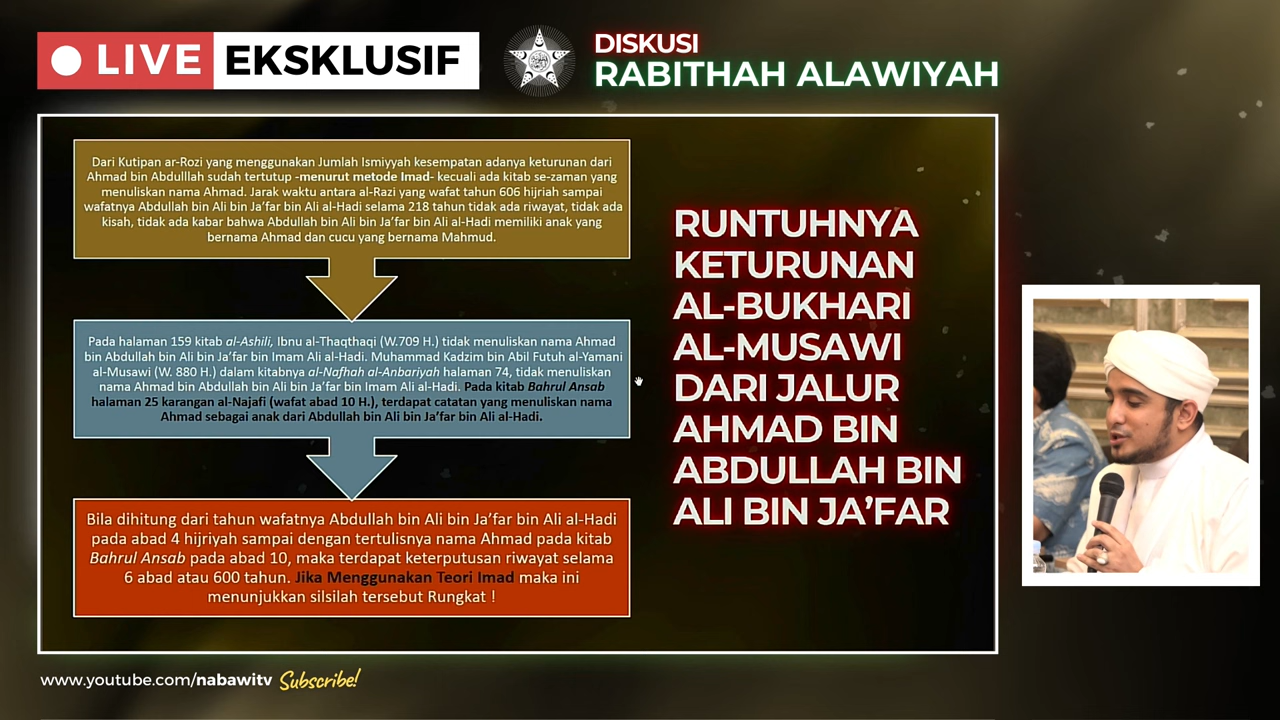 LIVE EKSKLUSIF
DISKUSI
RABITHAH ALAWIYAH
Dari Kutipan ar-Rozi yang menggunakan Jumlah Ismiyyah kesempatan adanya keturunan dari
Ahmad bin Abdulllah sudah tertutup -menurut metode Imad- kecuali ada kitab se-zaman yang
menuliskan nama Ahmad. Jarak waktu antara al-Razi yang wafat tahun 606 hijriah sampai
wafatnya Abdullah bin Ali bin Ja’far bin Ali al-Hadi selama 218 tahun tidak ada riwayat, tidak ada
kisah, tidak ada kabar bahwa Abdullah bin Ali bin Ja’far bin Ali al-Hadi memiliki anak yang
bernama Ahmad dan cucu yang bernama Mahmud.
Pada halaman 159 kitab al-Ashili, Ibnu al-Thaqthaqi (W.709 H.) tidak menuliskan nama Ahmad
bin Abdullah bin Ali bin Ja’far bin Imam Ali al-Hadi. Muhammad Kadzim bin Abil Futuh al-Yamani
al-Musawi (W. 880 H.) dalam kitabnya al-Nafhah al-Anbariyah halaman 74, tidak menuliskan
nama Ahmad bin Abdullah bin Ali bin Ja’far bin Imam Ali al-Hadi. Pada kitab Bahrul Ansab
halaman 25 karangan al-Najafi (wafat abad 10 H.), terdapat catatan yang menuliskan nama
Ahmad sebagai anak dari Abdullah bin Ali bin Ja’far bin Ali al-Hadi.
Bila dihitung dari tahun wafatnya Abdullah bin Ali bin Ja’far bin Ali al-Hadi
pada abad 4 hijriyah sampai dengan tertulisnya nama Ahmad pada kitab
Bahrul Ansab pada abad 10, maka terdapat keterputusan riwayat selama
6 abad atau 600 tahun. Jika Menggunakan Teori Imad maka ini
menunjukkan silsilah tersebut Rungkat !
RUNTUHNYA
KETURUNAN
AL-BUKHARI
AL-MUSAWI
DARI JALUR
AHMAD BIN
ABDULLAH BIN
ALI BIN JA’FAR
www.youtube.com/nabawitv Subscribe!